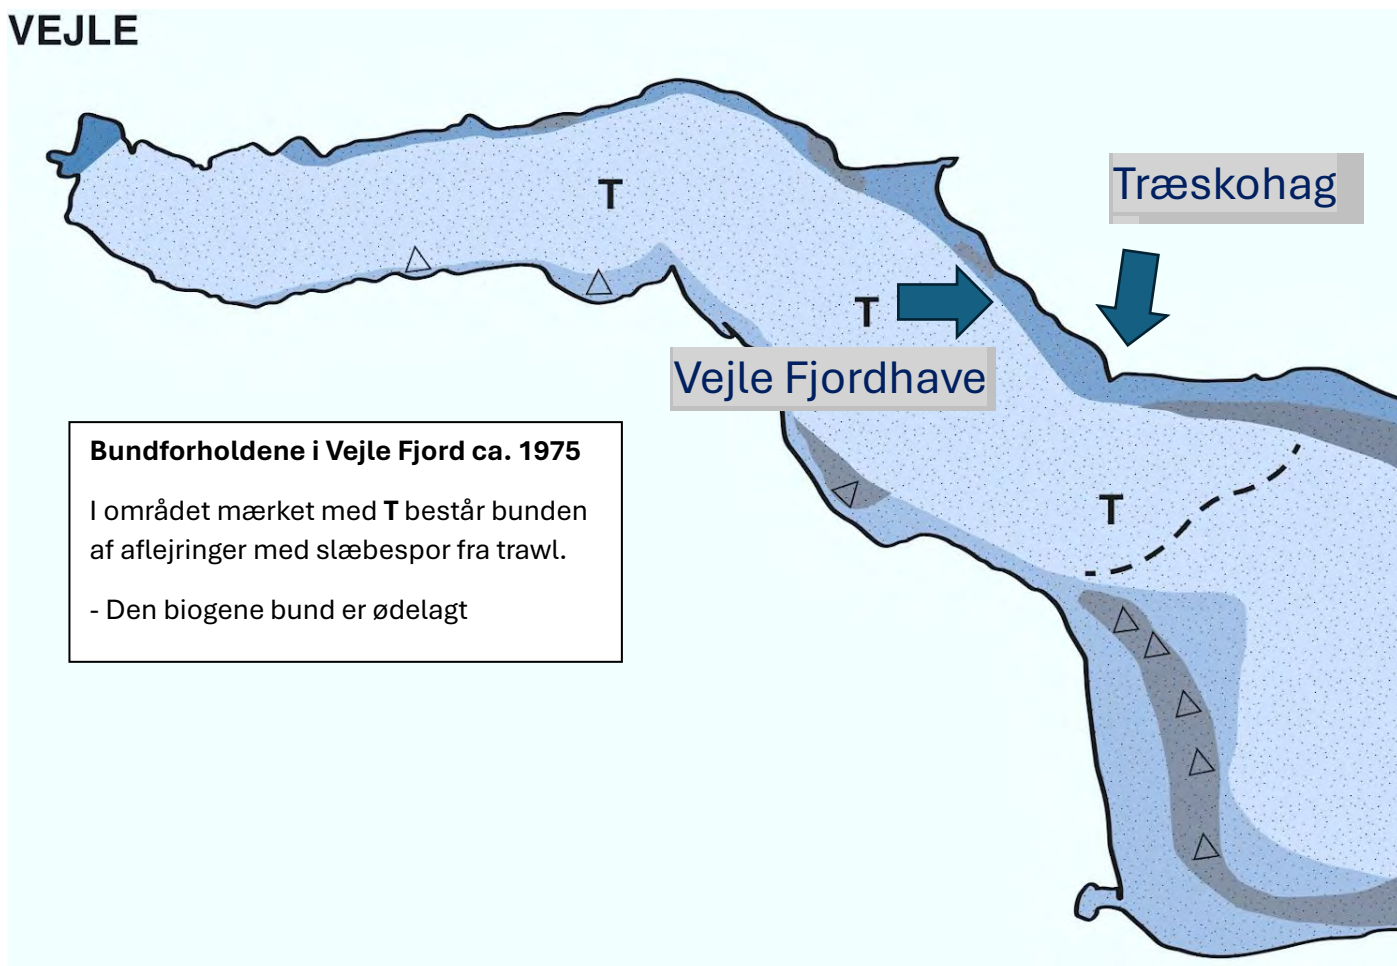 VEJLE
T
Træskohag
T
Vejle Fjordhave
Bundforholdene i Vejle Fjord ca. 1975
I området mærket med T består bunden
af aflejringer med slæbespor fra trawl.
- Den biogene bund er ødelagt
T